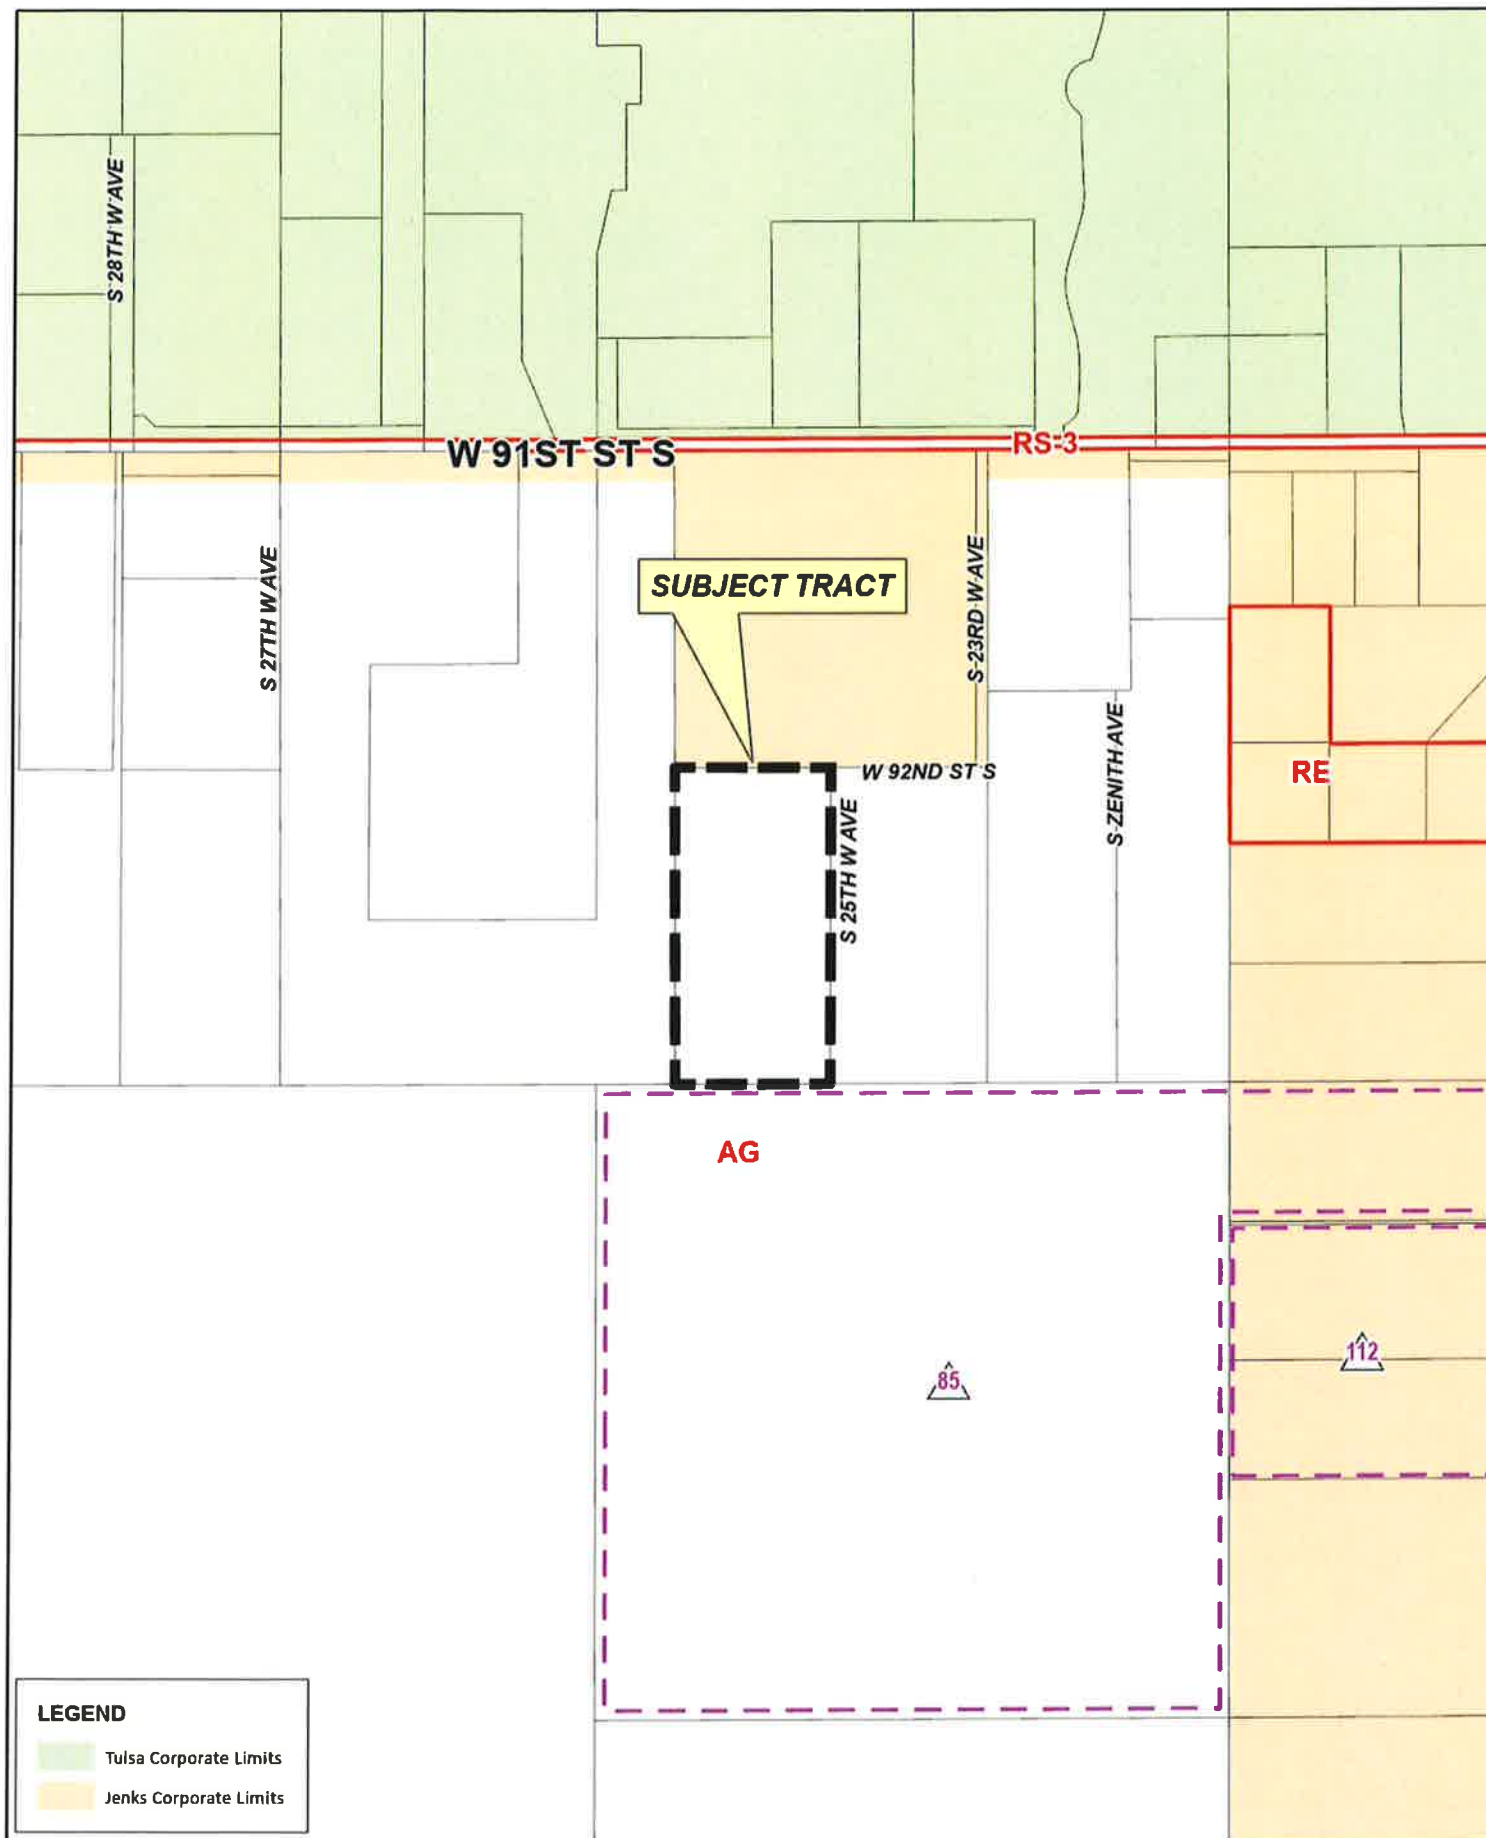 S 28TH W AVE
W 91ST ST S
RS-3
S 27TH W AVE
SUBJECT TRACT
S 23RD W AVE
S ZENITH AVE
W 92ND ST S
RE
S 25TH W AVE
AG
112
85
LEGEND
Tulsa Corporate Limits
Jenks Corporate Limits